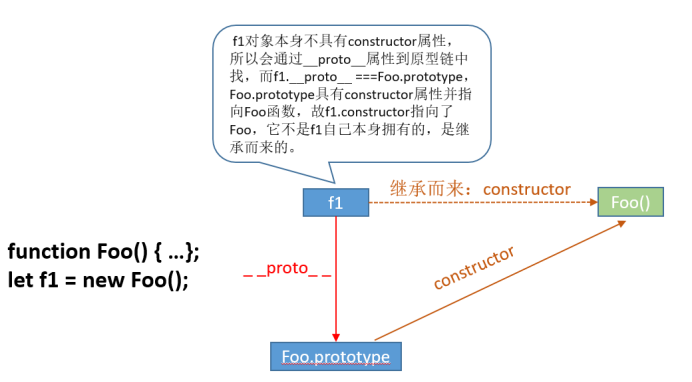 f1对象本身不具有constructor属性，
所以会通过__proto__属性到原型链中
找，而f1.__proto__ ===Foo.prototype，
Foo.prototype具有constructor属性并指
向Foo函数，故f1.constructor指向了
Foo，它不是f1自己本身拥有的，是继
承而来的。
f1
继承而来：constructor
Foo()
function Foo() { ...};
let f1 = new Foo();
_ _proto_ _
constructor
Foo.prototype